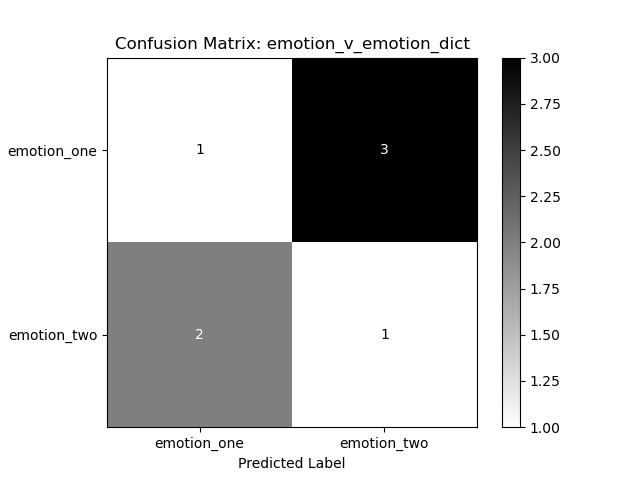 Confusion Matrix: emotion_v_emotion_dict
3.00
2.75
emotion_one
1
3
2.50
2.25
2.00
1.75
emotion_two
2
1
1.50
1.25
1.00
emotion_one
emotion_two
Predicted Label